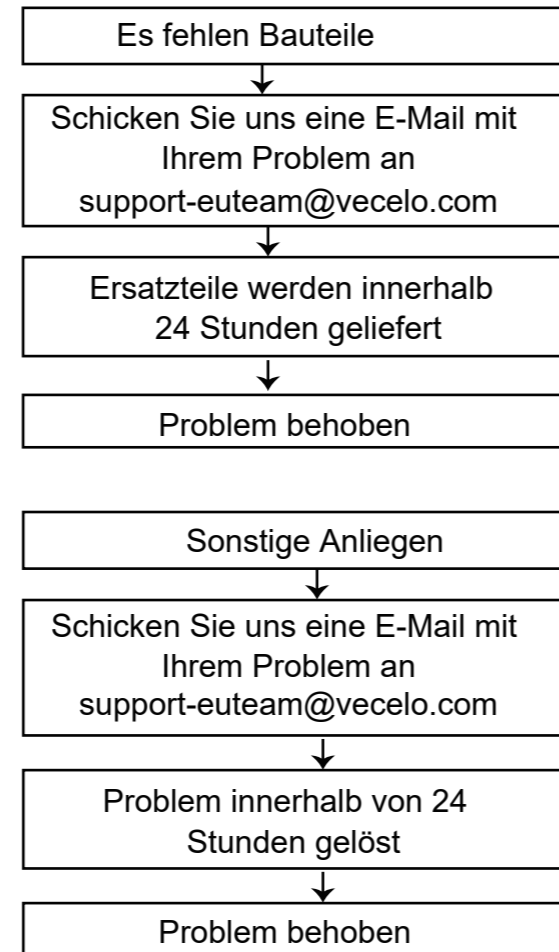 Es fehlen Bauteile
Schicken Sie uns eine E-Mail mit
Ihrem Problem an
support-euteam@vecelo.com
Ersatzteile werden innerhalb
24 Stunden geliefert
Problem behoben
Sonstige Anliegen
Schicken Sie uns eine E-Mail mit
Ihrem Problem an
support-euteam@vecelo.com
Problem innerhalb von 24
Stunden gelöst
Problem behoben